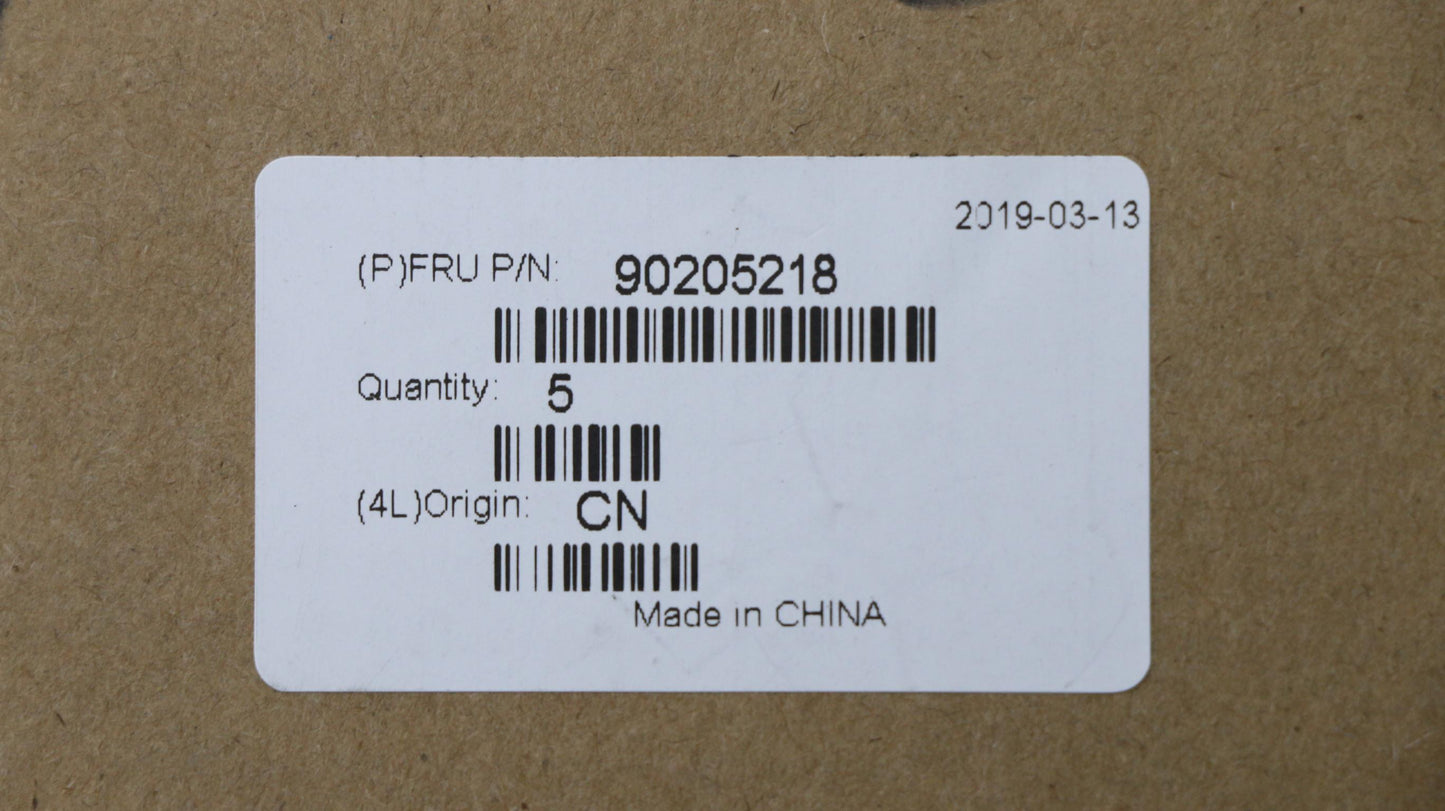 2019-03-13
(P)FRU P/N: 90205218
Quantity: 5
(4L)Origin: CN
Made in CHINA